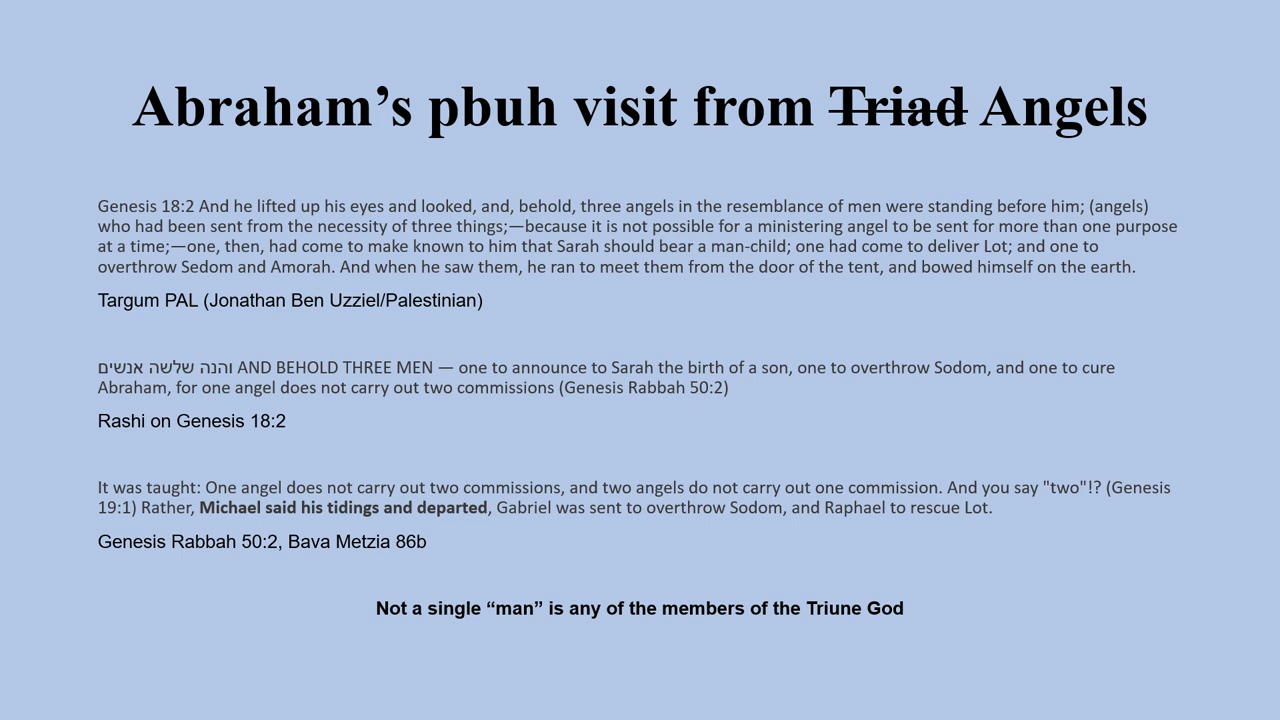 Abraham’s pbuh visit from Triad Angels
Genesis 18:2 And he lifted up his eyes and looked, and, behold, three angels in the resemblance of men were standing before him; (angels)
who had been sent from the necessity of three things;—because it is not possible for a ministering angel to be sent for more than one purpose
at a time;—one, then, had come to make known to him that Sarah should bear a man-child; one had come to deliver Lot; and one to
overthrow Sedom and Amorah. And when he saw them, he ran to meet them from the door of the tent, and bowed himself on the earth.
Targum PAL (Jonathan Ben Uzziel/Palestinian)
והנה שלשה אנשים AND BEHOLD THREE MEN — one to announce to Sarah the birth of a son, one to overthrow Sodom, and one to cure
Abraham, for one angel does not carry out two commissions (Genesis Rabbah 50:2)
Rashi on Genesis 18:2
It was taught: One angel does not carry out two commissions, and two angels do not carry out one commission. And you say "two"!? (Genesis
19:1) Rather, Michael said his tidings and departed, Gabriel was sent to overthrow Sodom, and Raphael to rescue Lot.
Genesis Rabbah 50:2, Bava Metzia 86b
Not a single “man” is any of the members of the Triune God